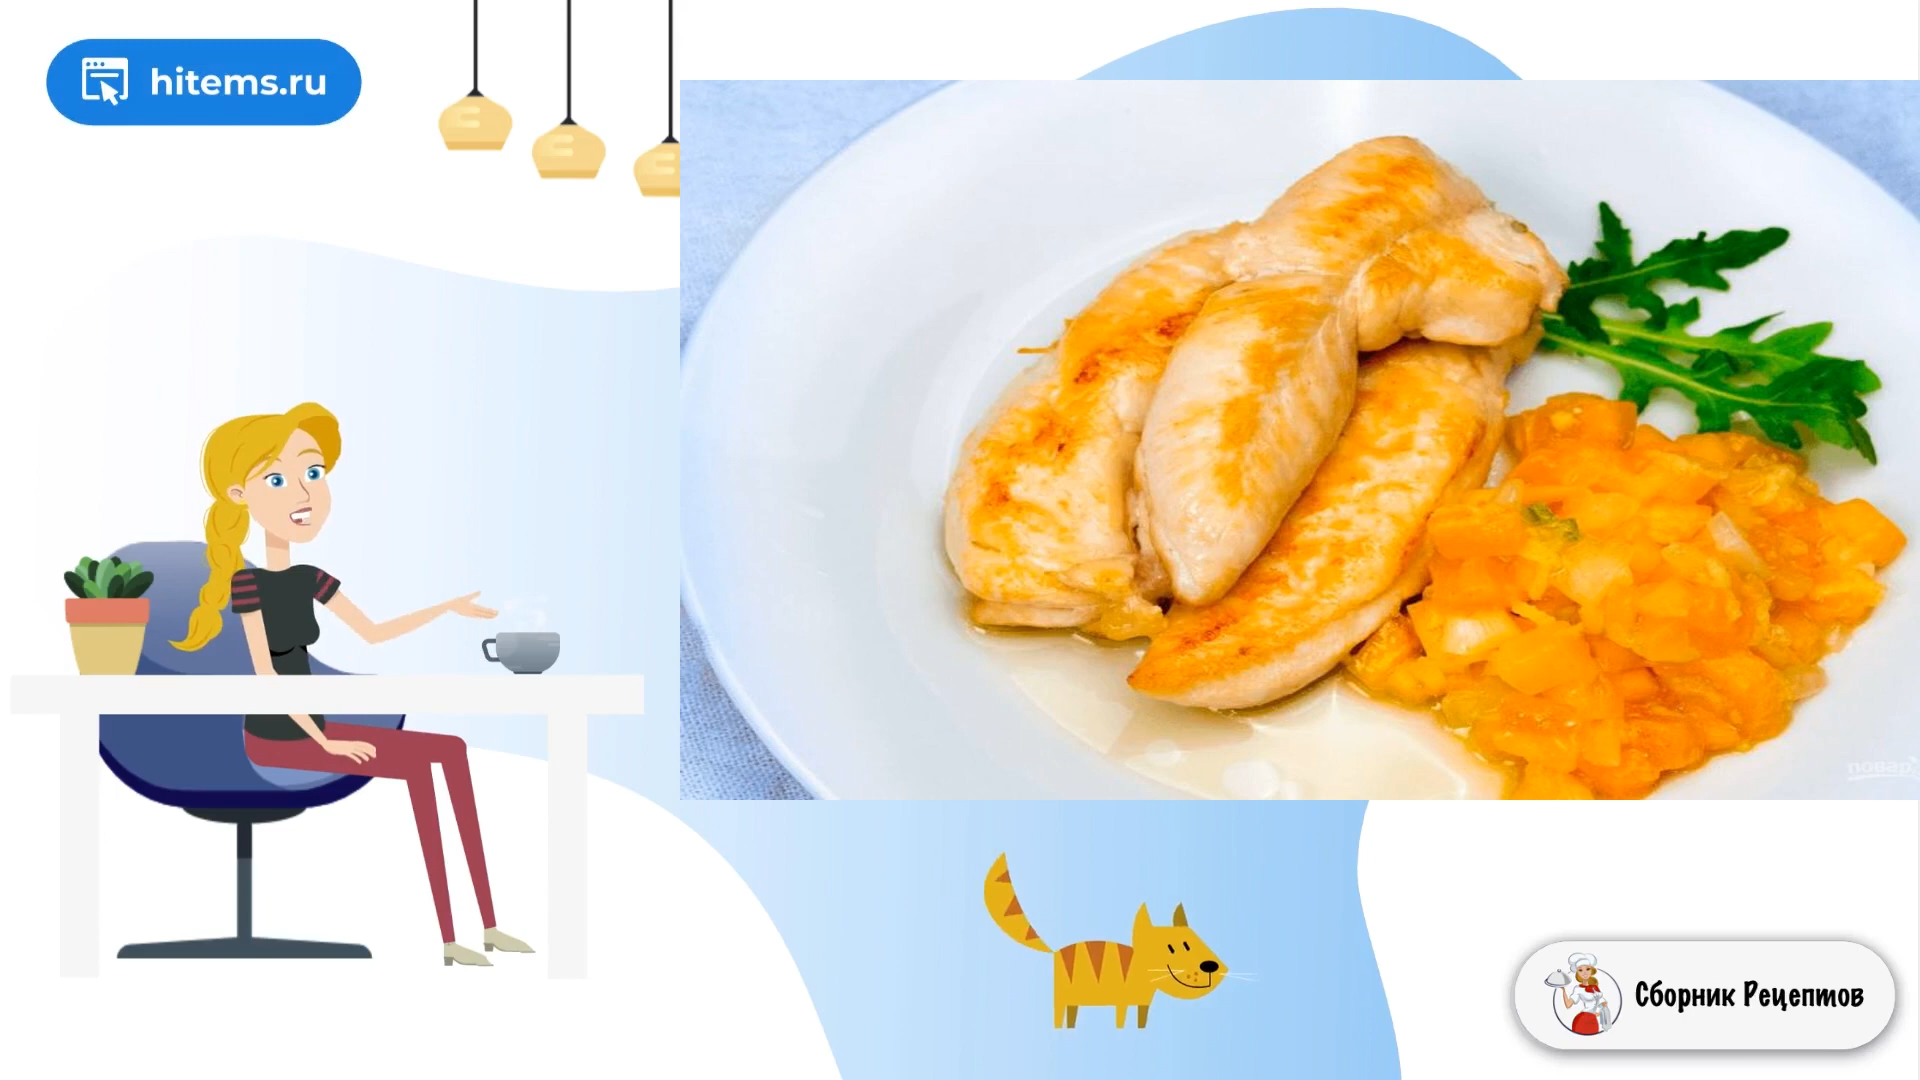 hitems.ru
Сборник Рецептов